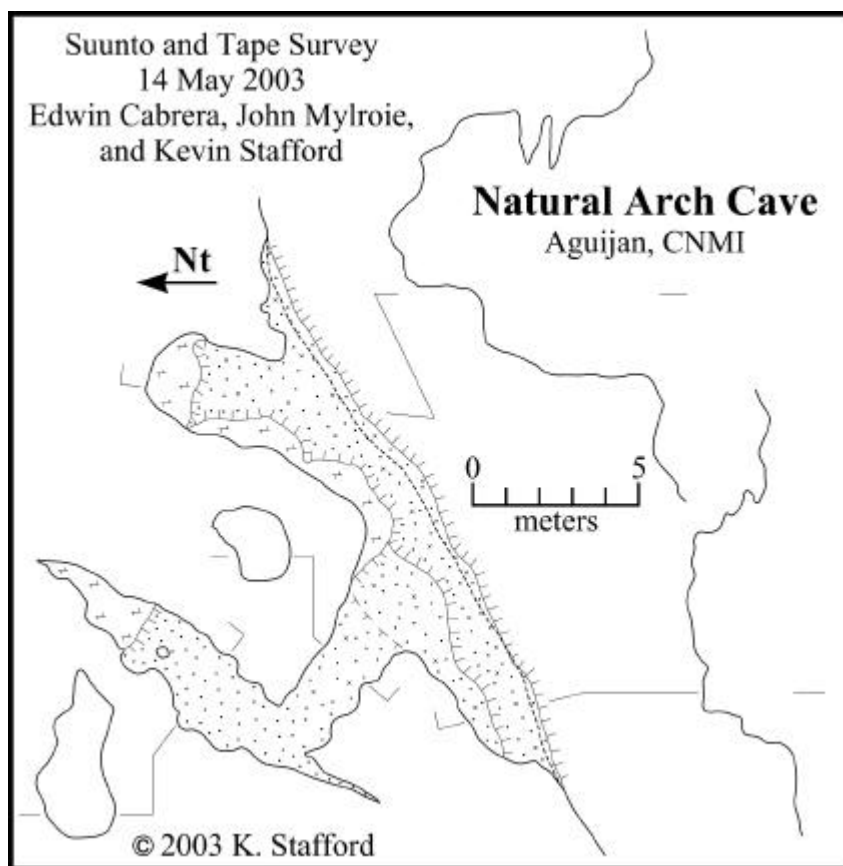 Suunto and Tape Survey
14 May 2003
Edwin Cabrera, John Mylroie,
and Kevin Stafford
Natural Arch Cave
Aguijan, CNMI
Nt
0 5
meters
© 2003 K. Stafford